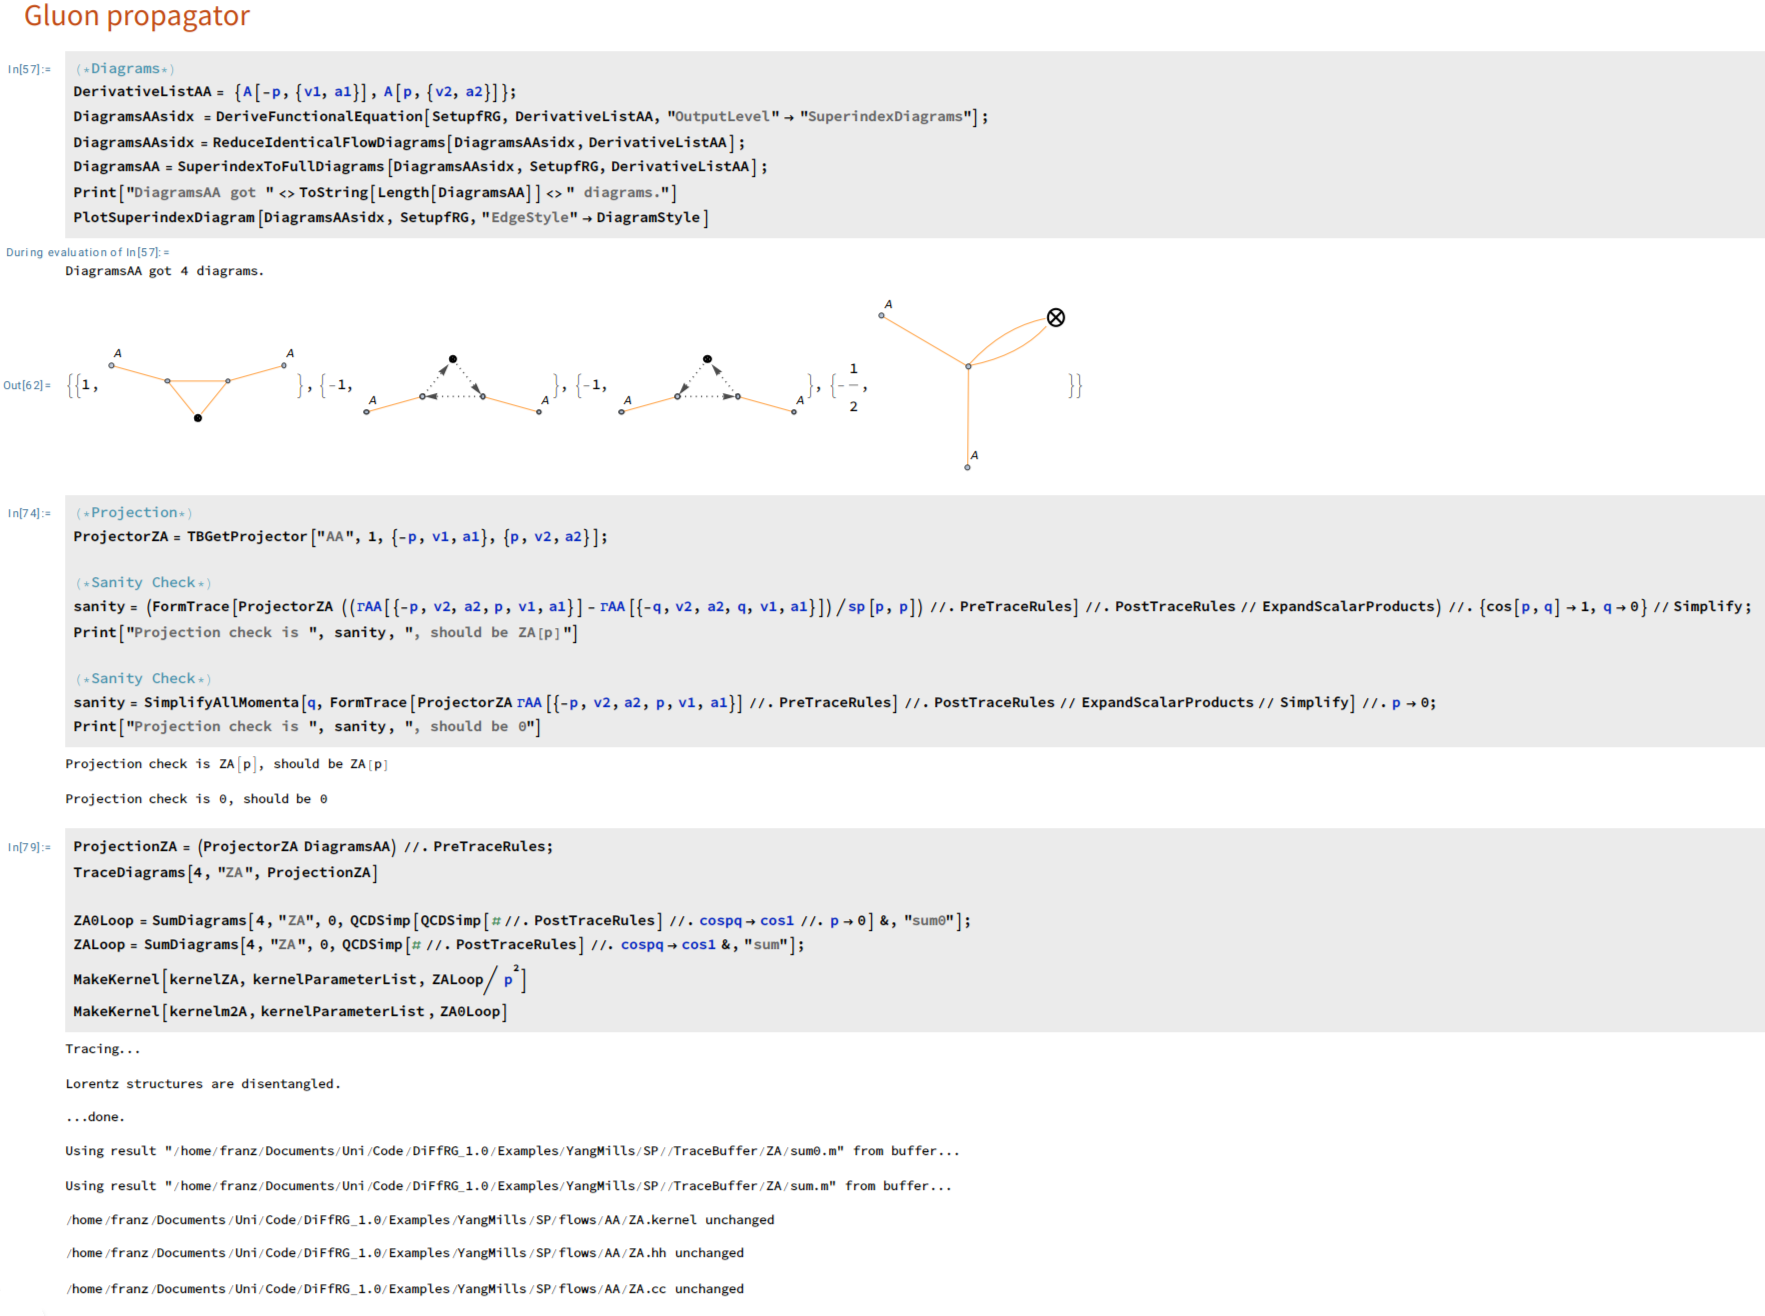 Gluon propagator
In[57]:= (*Diagrams*)
DerivativeListAA = {A[-p, {v1, a1}], A[p, {v2, a2}]};
DiagramsAAsidx = DeriveFunctionalEquation[SetupfRG, DerivativeListAA, "OutputLevel" → "SuperindexDiagrams"];
DiagramsAAsidx = ReduceIdenticalFlowDiagrams[DiagramsAAsidx, DerivativeListAA];
DiagramsAA = SuperindexToFullDiagrams[DiagramsAAsidx, SetupfRG, DerivativeListAA];
Print["DiagramsAA got " <> ToString[Length[DiagramsAA]] <> " diagrams."]
PlotSuperindexDiagram[DiagramsAAsidx, SetupfRG, "EdgeStyle" → DiagramStyle]
During evaluation of In[57]:=
DiagramsAA got 4 diagrams.
Out[62]= {{1, A A }, {-1, A A }, {-1, A A }, {-1/2, A A }}
In[74]:= (*Projection*)
ProjectorZA = TBGetProjector["AA", 1, {-p, v1, a1}, {p, v2, a2}];
(*Sanity Check*)
sanity = (FormTrace[ProjectorZA ((ΓAA[{-p, v2, a2, p, v1, a1}] - ΓAA[{-q, v2, a2, q, v1, a1}]) / sp[p, p]) //. PreTraceRules] //. PostTraceRules // ExpandScalarProducts) //. {cos[p, q] → 1, q → 0} // Simplify;
Print["Projection check is ", sanity, ", should be ZA[p]"]
(*Sanity Check*)
sanity = SimplifyAllMomenta[q, FormTrace[ProjectorZA ΓAA[{-p, v2, a2, p, v1, a1}] //. PreTraceRules] //. PostTraceRules // ExpandScalarProducts // Simplify] //. p → 0;
Print["Projection check is ", sanity, ", should be 0"]
Projection check is ZA[p], should be ZA[p]
Projection check is 0, should be 0
In[79]:= ProjectionZA = (ProjectorZA DiagramsAA) //. PreTraceRules;
TraceDiagrams[4, "ZA", ProjectionZA]
ZA0Loop = SumDiagrams[4, "ZA", 0, QCDSimp[QCDSimp[# //. PostTraceRules] //. cospq → cos1 //. p → 0] &, "sum0"];
ZALoop = SumDiagrams[4, "ZA", 0, QCDSimp[# //. PostTraceRules] //. cospq → cos1 &, "sum"];
MakeKernel[kernelZA, kernelParameterList, ZALoop / p²]
MakeKernel[kernelm2A, kernelParameterList, ZA0Loop]
Tracing...
Lorentz structures are disentangled.
...done.
Using result "/home/franz/Documents/Uni/Code/DiFfRG_1.0/Examples/YangMills/SP//TraceBuffer/ZA/sum0.m" from buffer...
Using result "/home/franz/Documents/Uni/Code/DiFfRG_1.0/Examples/YangMills/SP//TraceBuffer/ZA/sum.m" from buffer...
/home/franz/Documents/Uni/Code/DiFfRG_1.0/Examples/YangMills/SP/flows/AA/ZA.kernel unchanged
/home/franz/Documents/Uni/Code/DiFfRG_1.0/Examples/YangMills/SP/flows/AA/ZA.hh unchanged
/home/franz/Documents/Uni/Code/DiFfRG_1.0/Examples/YangMills/SP/flows/AA/ZA.cc unchanged